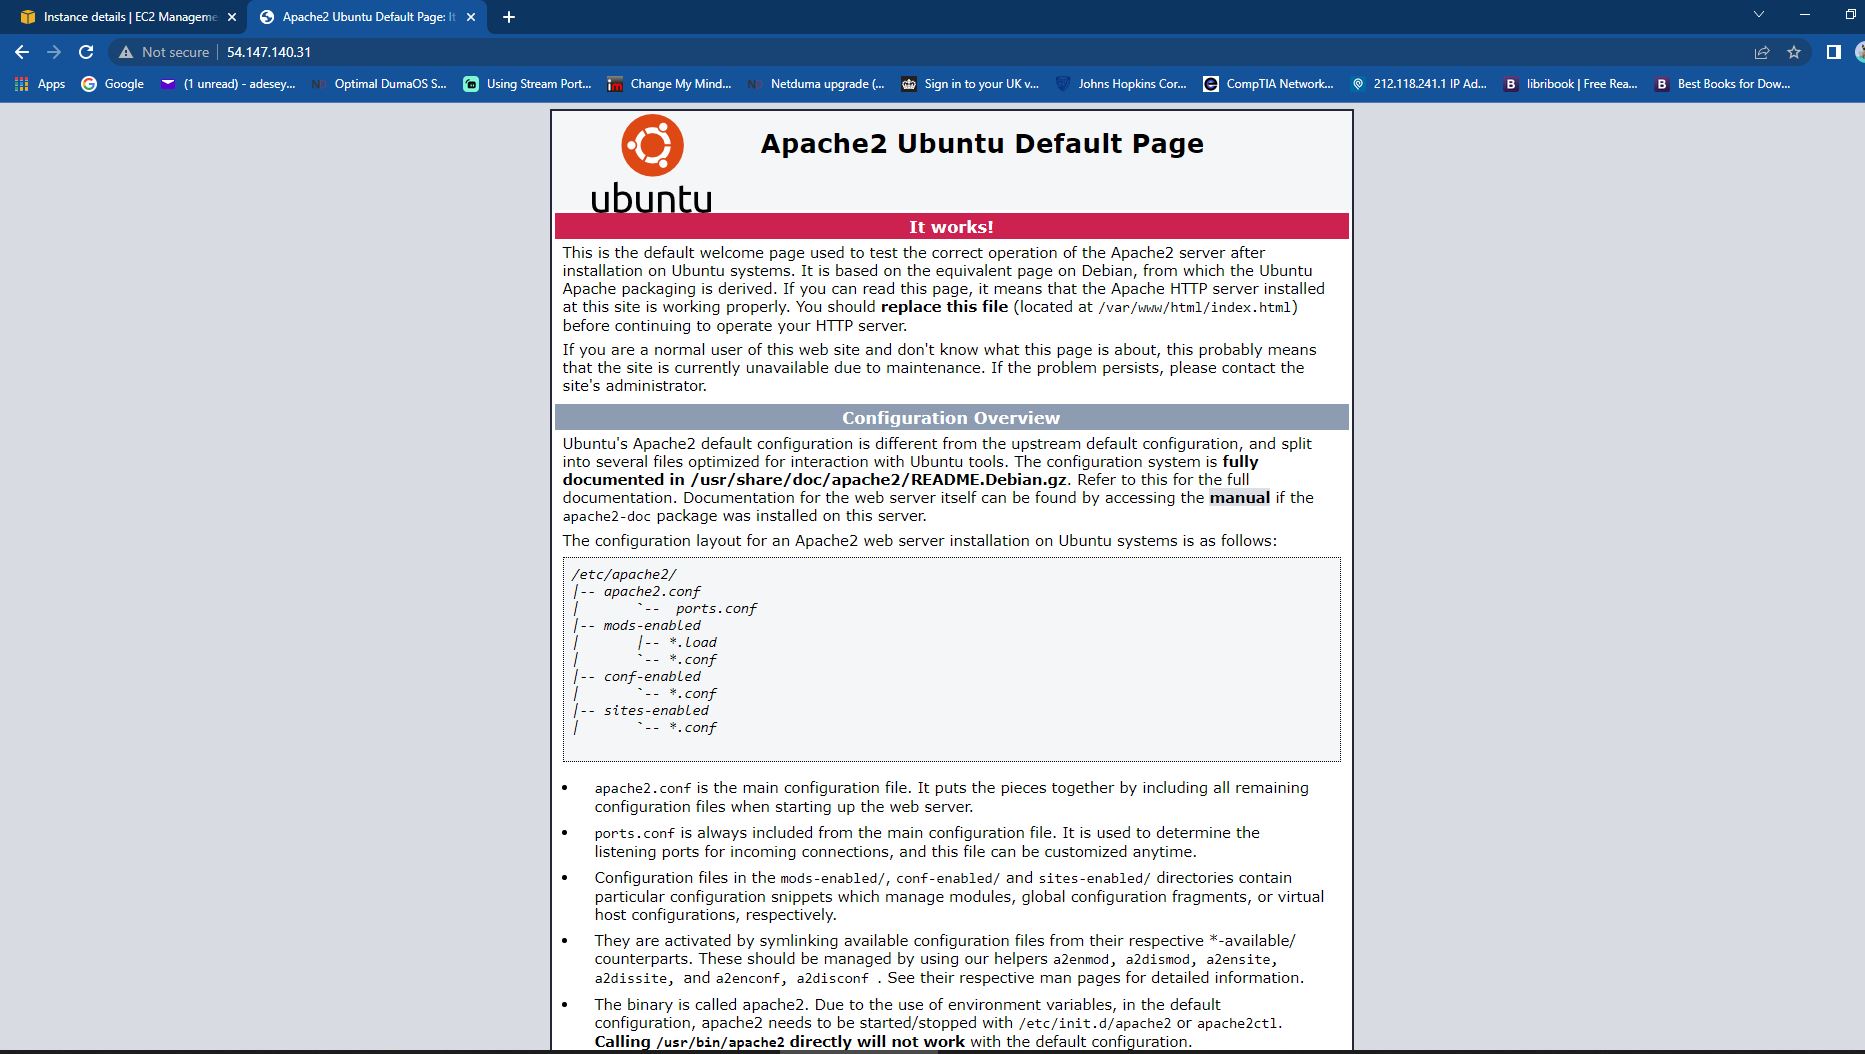 Instance details | EC2 Manageme
Apache2 Ubuntu Default Page: It
Not secure
54.147.140.31
Apps
Google
(1 unread) - adesey...
Optimal DumaOS S...
Using Stream Port...
Change My Mind...
Netduma upgrade (...
Sign in to your UK v...
Johns Hopkins Cor...
CompTIA Network...
212.118.241.1 IP Ad...
libribook | Free Rea...
Best Books for Dow...
ubuntu
Apache2 Ubuntu Default Page
It works!
This is the default welcome page used to test the correct operation of the Apache2 server after
installation on Ubuntu systems. It is based on the equivalent page on Debian, from which the Ubuntu
Apache packaging is derived. If you can read this page, it means that the Apache HTTP server installed
at this site is working properly. You should replace this file (located at /var/www/html/index.html)
before continuing to operate your HTTP server.
If you are a normal user of this web site and don't know what this page is about, this probably means
that the site is currently unavailable due to maintenance. If the problem persists, please contact the
site's administrator.
Configuration Overview
Ubuntu's Apache2 default configuration is different from the upstream default configuration, and split
into several files optimized for interaction with Ubuntu tools. The configuration system is fully
documented in /usr/share/doc/apache2/README.Debian.gz. Refer to this for the full
documentation. Documentation for the web server itself can be found by accessing the manual if the
apache2-doc package was installed on this server.
The configuration layout for an Apache2 web server installation on Ubuntu systems is as follows:
/etc/apache2/
|-- apache2.conf
|       `--  ports.conf
|-- mods-enabled
|       |-- *.load
|       `-- *.conf
|-- conf-enabled
|       `-- *.conf
|-- sites-enabled
|       `-- *.conf
• apache2.conf is the main configuration file. It puts the pieces together by including all remaining
configuration files when starting up the web server.
• ports.conf is always included from the main configuration file. It is used to determine the
listening ports for incoming connections, and this file can be customized anytime.
• Configuration files in the mods-enabled/, conf-enabled/ and sites-enabled/ directories contain
particular configuration snippets which manage modules, global configuration fragments, or virtual
host configurations, respectively.
• They are activated by symlinking available configuration files from their respective *-available/
counterparts. These should be managed by using our helpers a2enmod, a2dismod, a2ensite,
a2dissite, and a2enconf, a2disconf . See their respective man pages for detailed information.
• The binary is called apache2. Due to the use of environment variables, in the default
configuration, apache2 needs to be started/stopped with /etc/init.d/apache2 or apache2ctl.
Calling /usr/bin/apache2 directly will not work with the default configuration.